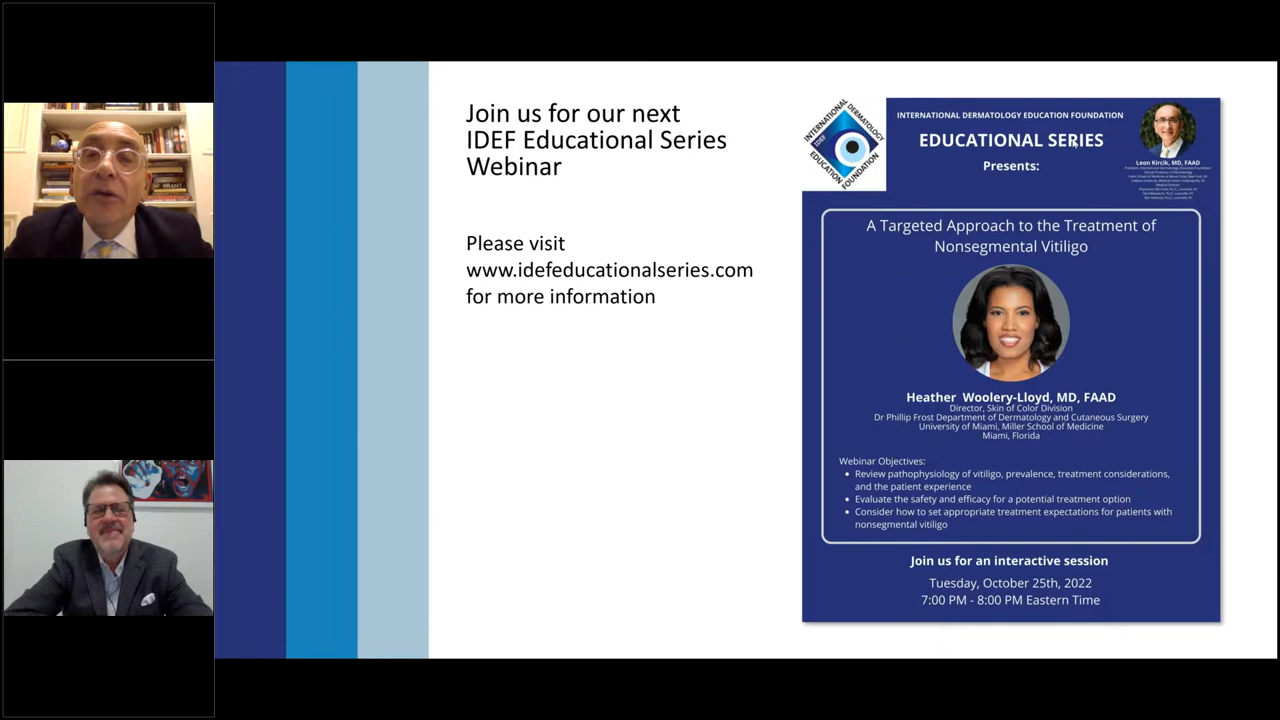 Join us for our next
IDEF Educational Series
Webinar
Please visit
www.idefeducationalseries.com
for more information
INTERNATIONAL DERMATOLOGY
IDEF
EDUCATION FOUNDATION
INTERNATIONAL DERMATOLOGY EDUCATION FOUNDATION
EDUCATIONAL SERIES
Presents:
Leon Kircik, MD, FAAD
A Targeted Approach to the Treatment of
Nonsegmental Vitiligo
Heather Woolery-Lloyd, MD, FAAD
Director, Skin of Color Division
Dr Phillip Frost Department of Dermatology and Cutaneous Surgery
University of Miami, Miller School of Medicine
Miami, Florida
Webinar Objectives:
• Review pathophysiology of vitiligo, prevalence, treatment considerations,
and the patient experience
• Evaluate the safety and efficacy for a potential treatment option
• Consider how to set appropriate treatment expectations for patients with
nonsegmental vitiligo
Join us for an interactive session
Tuesday, October 25th, 2022
7:00 PM - 8:00 PM Eastern Time